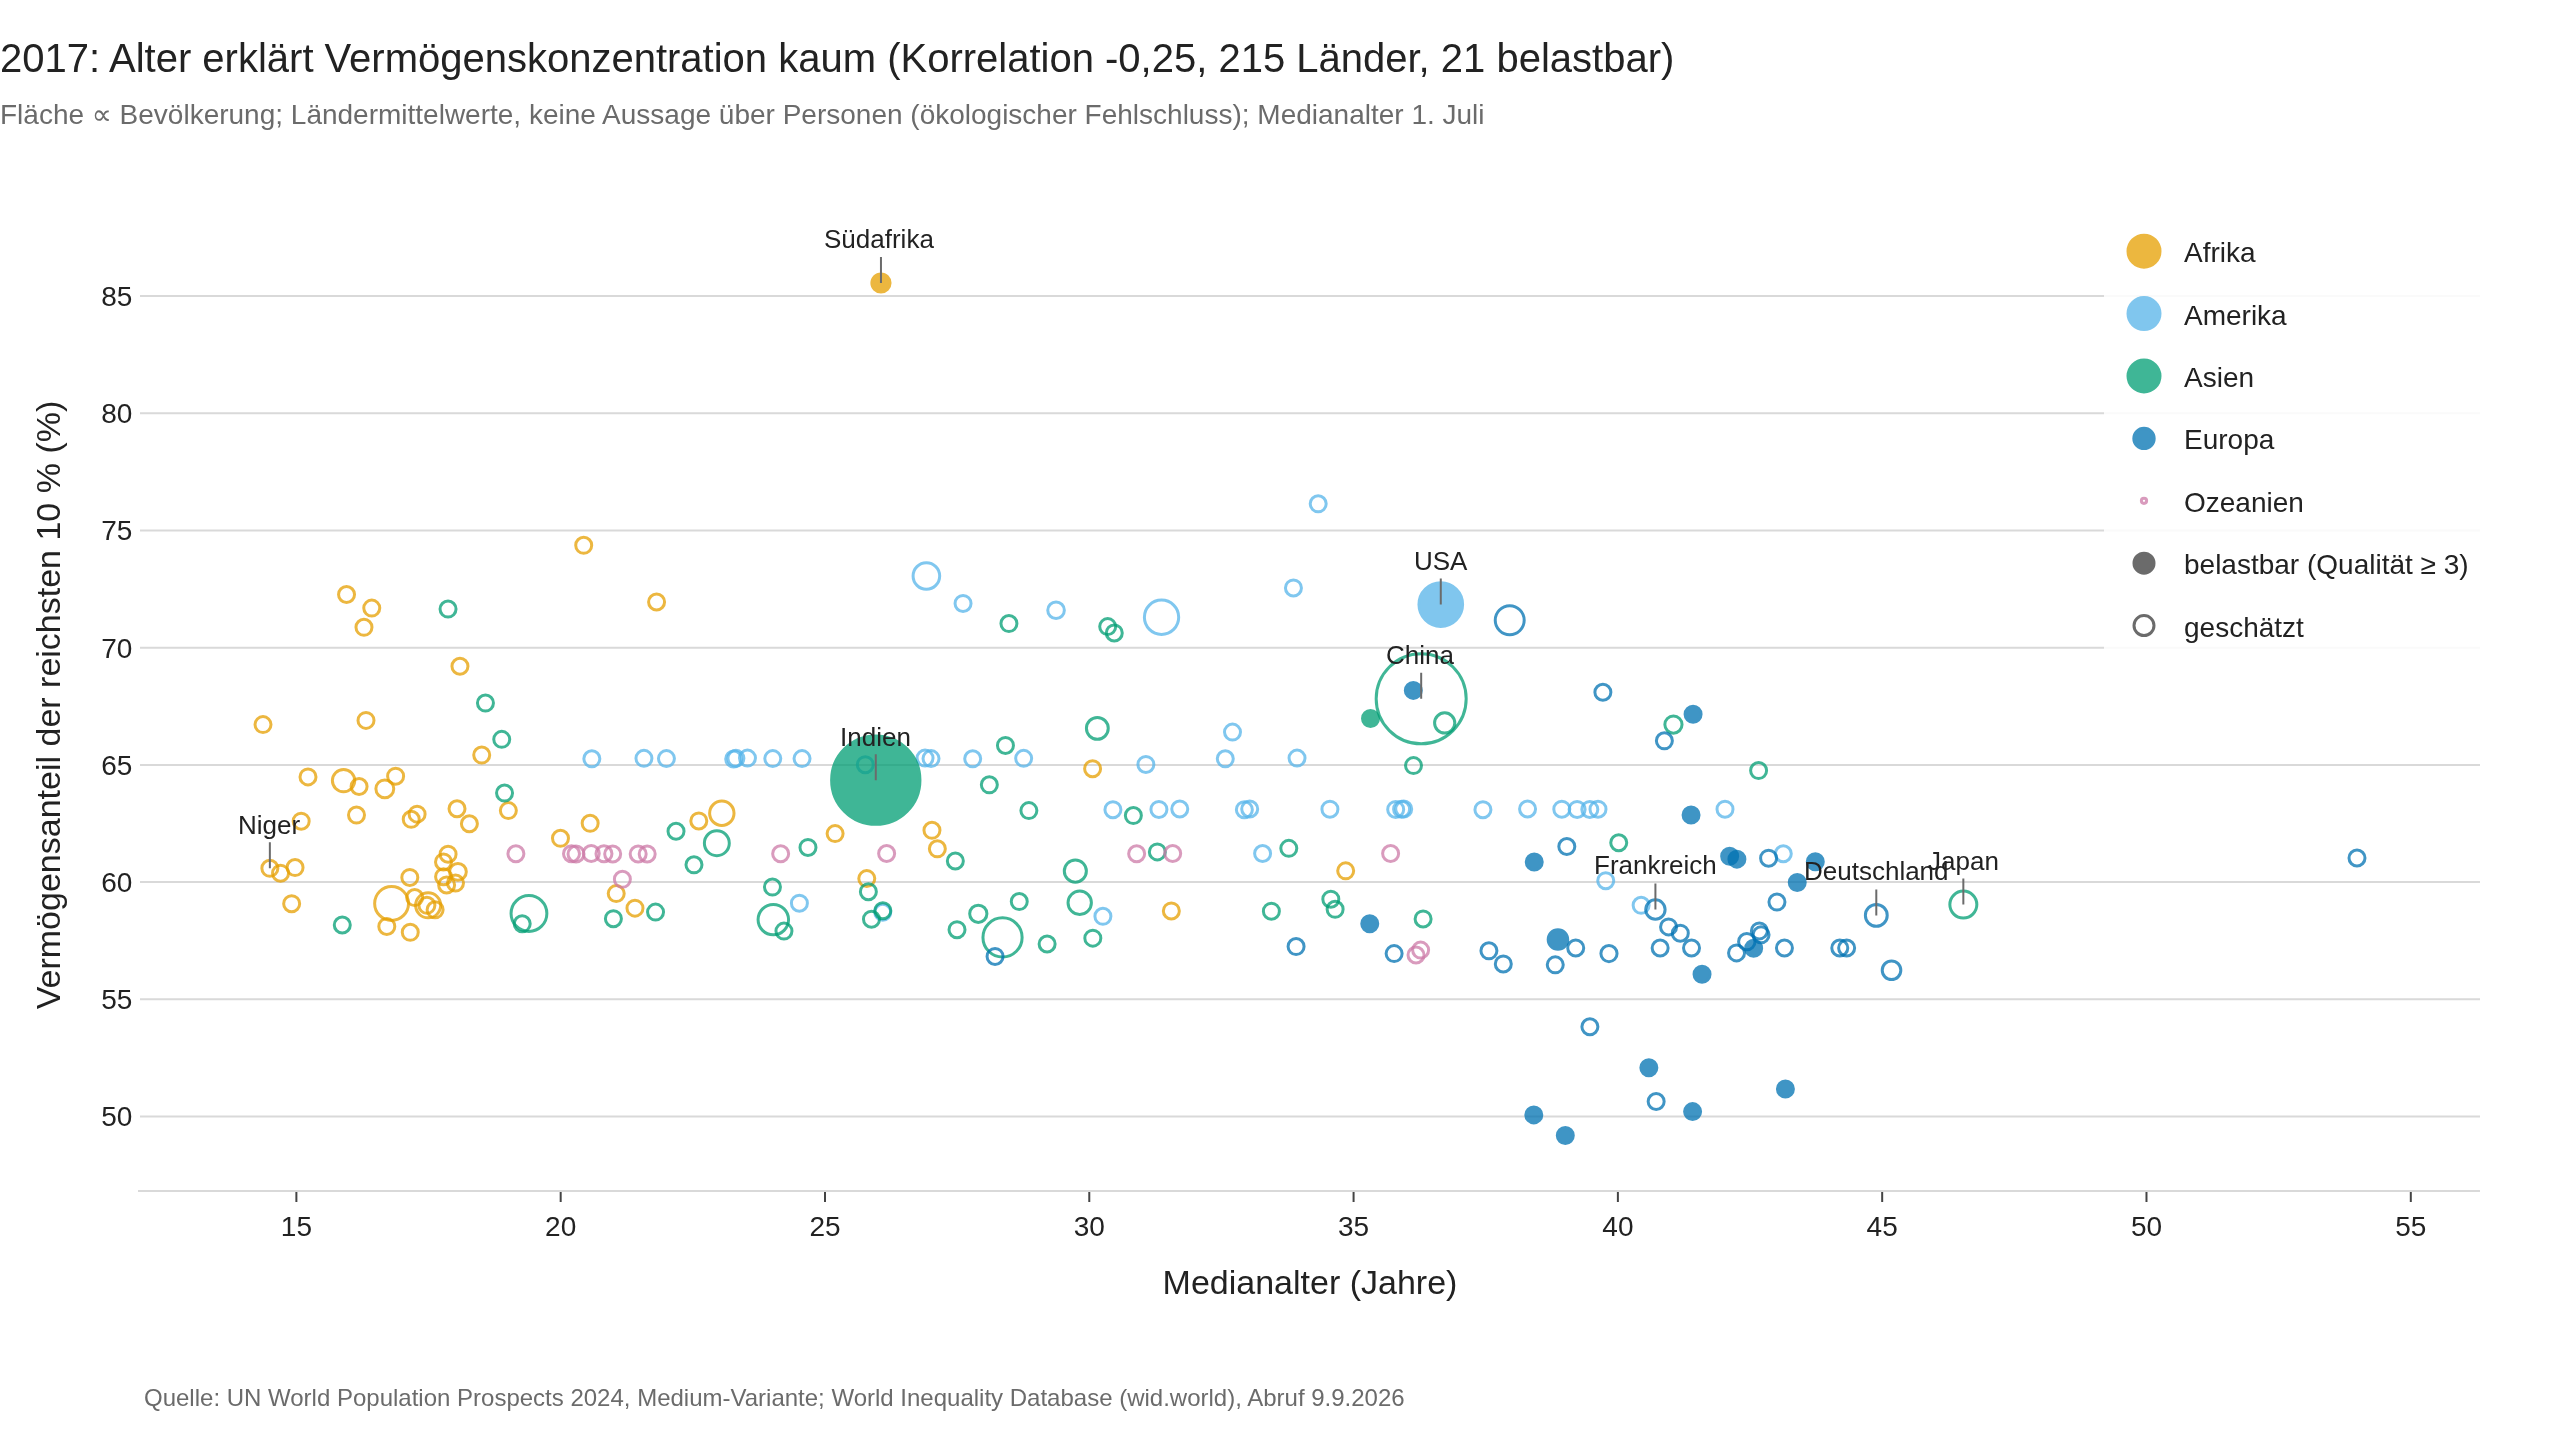 2017: Alter erklärt Vermögenskonzentration kaum (Korrelation -0,25, 215 Länder, 21 belastbar)
Fläche ∝ Bevölkerung; Ländermittelwerte, keine Aussage über Personen (ökologischer Fehlschluss); Medianalter 1. Juli
Südafrika
Afrika
85
Amerika
Asien
80
Europa
Ozeanien
75
USA
belastbar (Qualität ≥ 3)
geschätzt
70
China
Indien
65
Niger
Frankreich
Deutschland
Japan
60
55
50
Vermögensanteil der reichsten 10 % (%)
15 20 25 30 35 40 45 50 55
Medianalter (Jahre)
Quelle: UN World Population Prospects 2024, Medium-Variante; World Inequality Database (wid.world), Abruf 9.9.2026